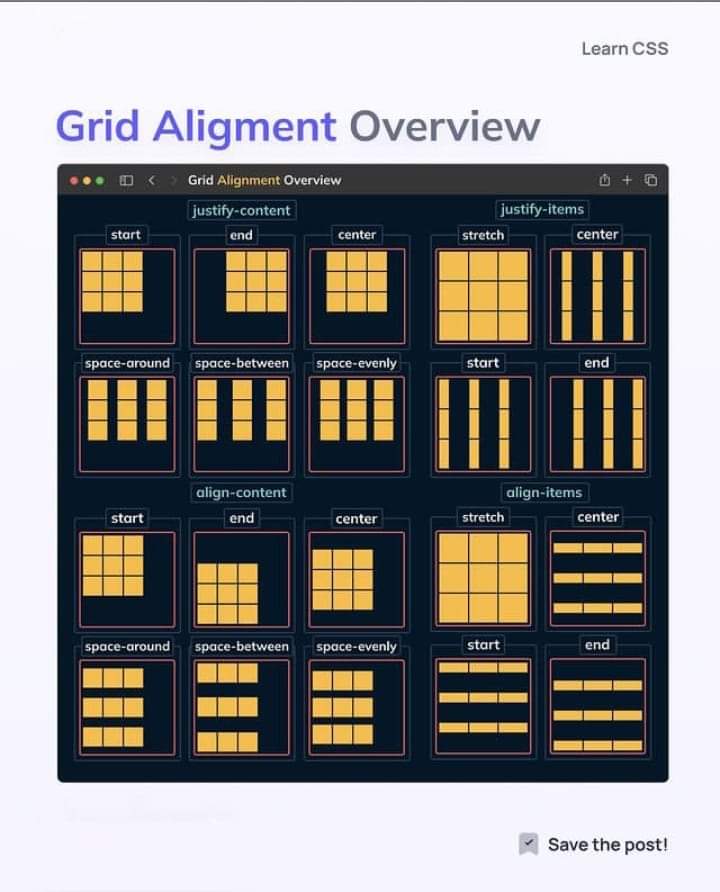 Learn CSS
Grid Aligment Overview
Grid Alignment Overview
justify-content
justify-items
start
end
center
stretch
center
space-around
space-between
space-evenly
start
end
align-content
align-items
start
end
center
stretch
center
space-around
space-between
space-evenly
start
end
Save the post!